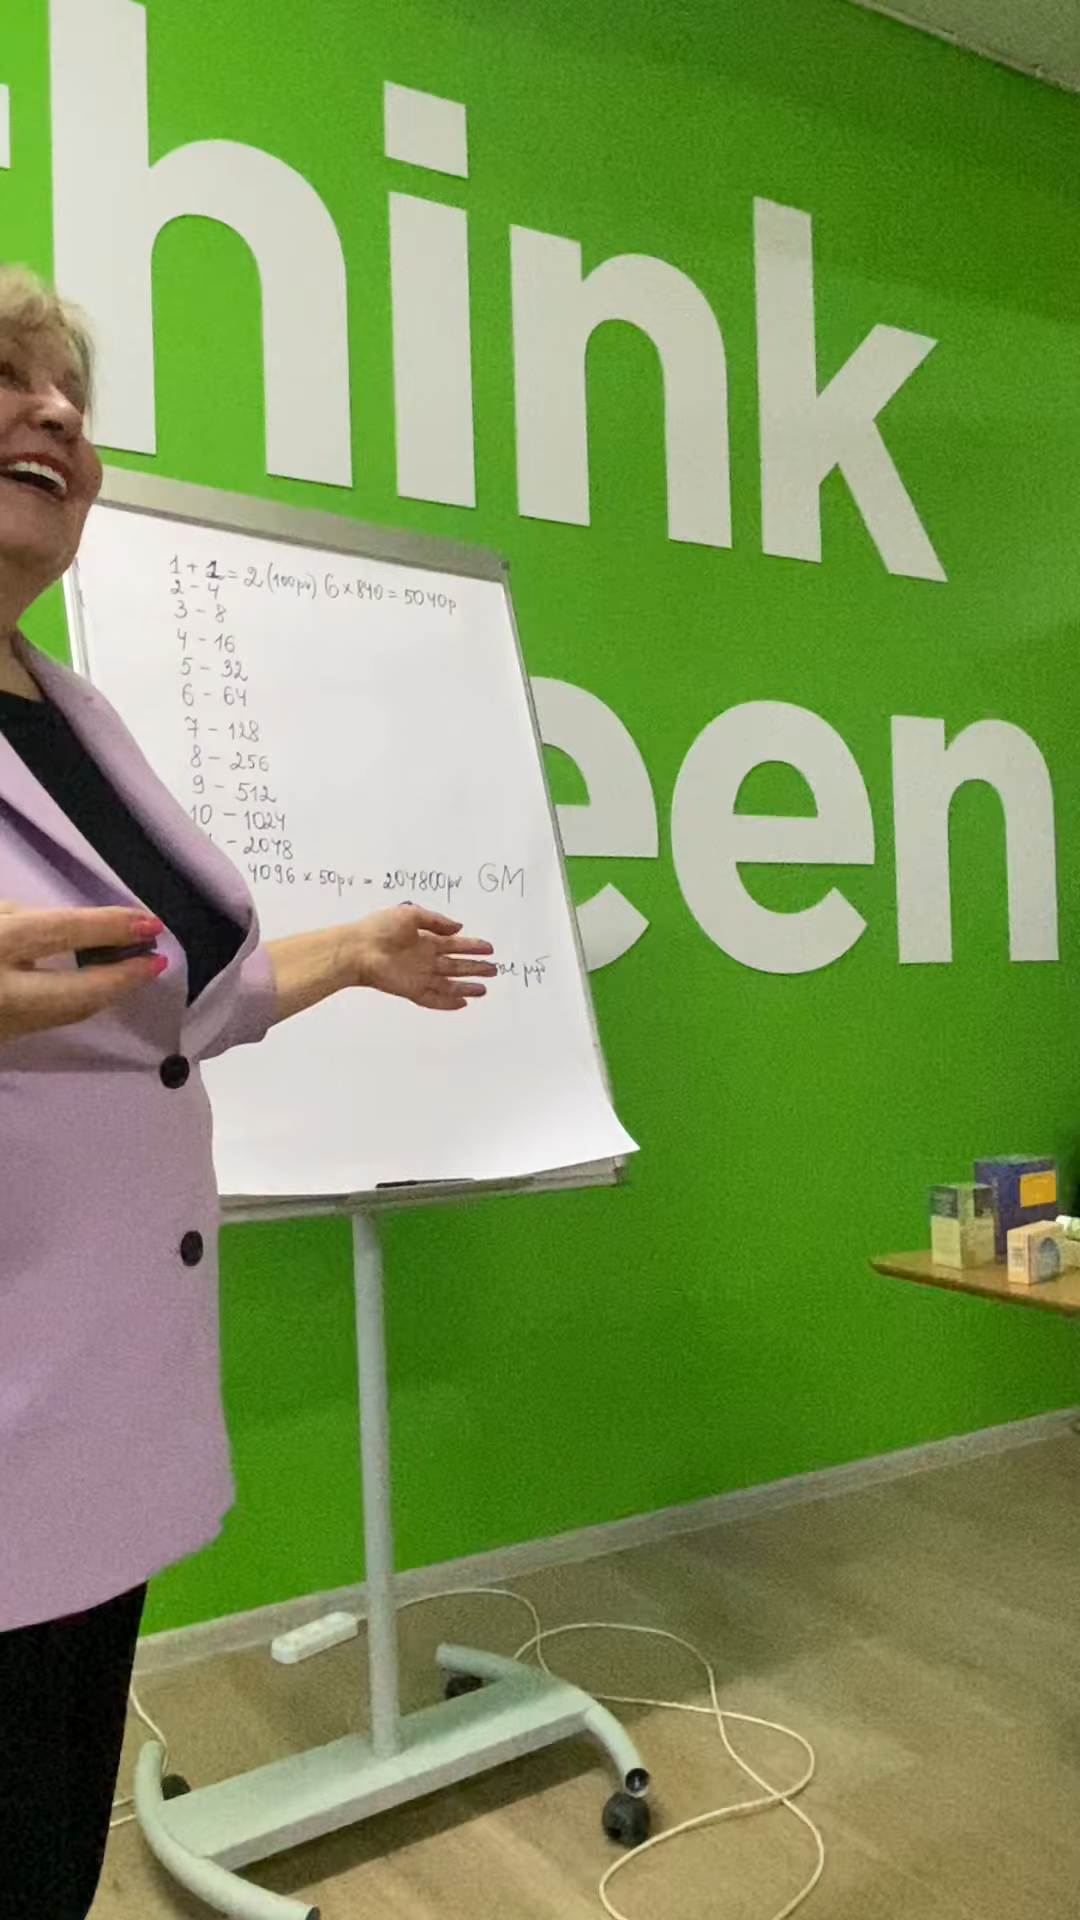 think
een
1 + 1 = 2 (100pv) 6 x 840 = 5040р
2 - 4
3 - 8
4 - 16
5 - 32
6 - 64
7 - 128
8 - 256
9 - 512
10 - 1024
- 2048
4096 x 50pv = 204800pv GM
руб